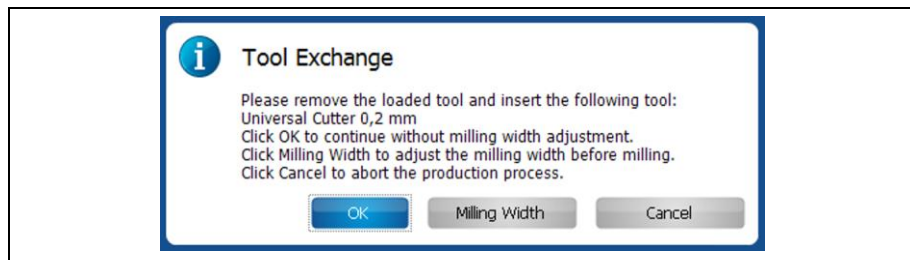 Tool Exchange
Please remove the loaded tool and insert the following tool:
Universal Cutter 0,2 mm
Click OK to continue without milling width adjustment.
Click Milling Width to adjust the milling width before milling.
Click Cancel to abort the production process.
OK Milling Width Cancel